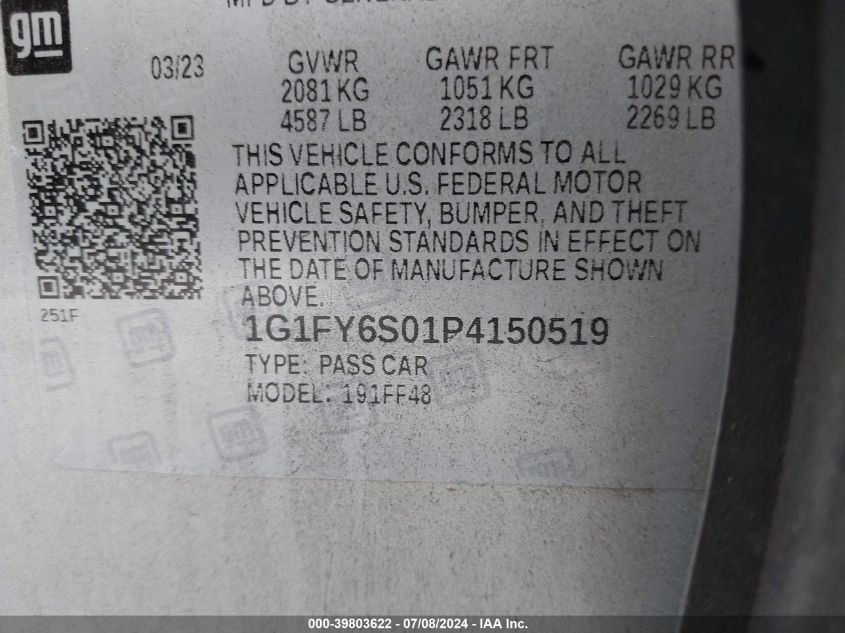 gm
03/23
GVWR GAWR FRT GAWR RR
2081 KG 1051 KG 1029 KG
4587 LB 2318 LB 2269 LB
THIS VEHICLE CONFORMS TO ALL
APPLICABLE U.S. FEDERAL MOTOR
VEHICLE SAFETY, BUMPER, AND THEFT
PREVENTION STANDARDS IN EFFECT ON
THE DATE OF MANUFACTURE SHOWN
ABOVE.
251F
1G1FY6S01P4150519
TYPE: PASS CAR
MODEL: 191FF48
000-39803622 - 07/08/2024 - IAA Inc.